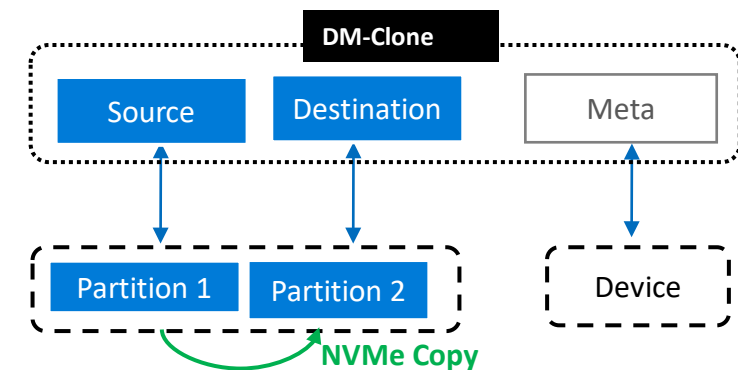 DM-Clone
Source
Destination
Meta
Partition 1
Partition 2
Device
NVMe Copy